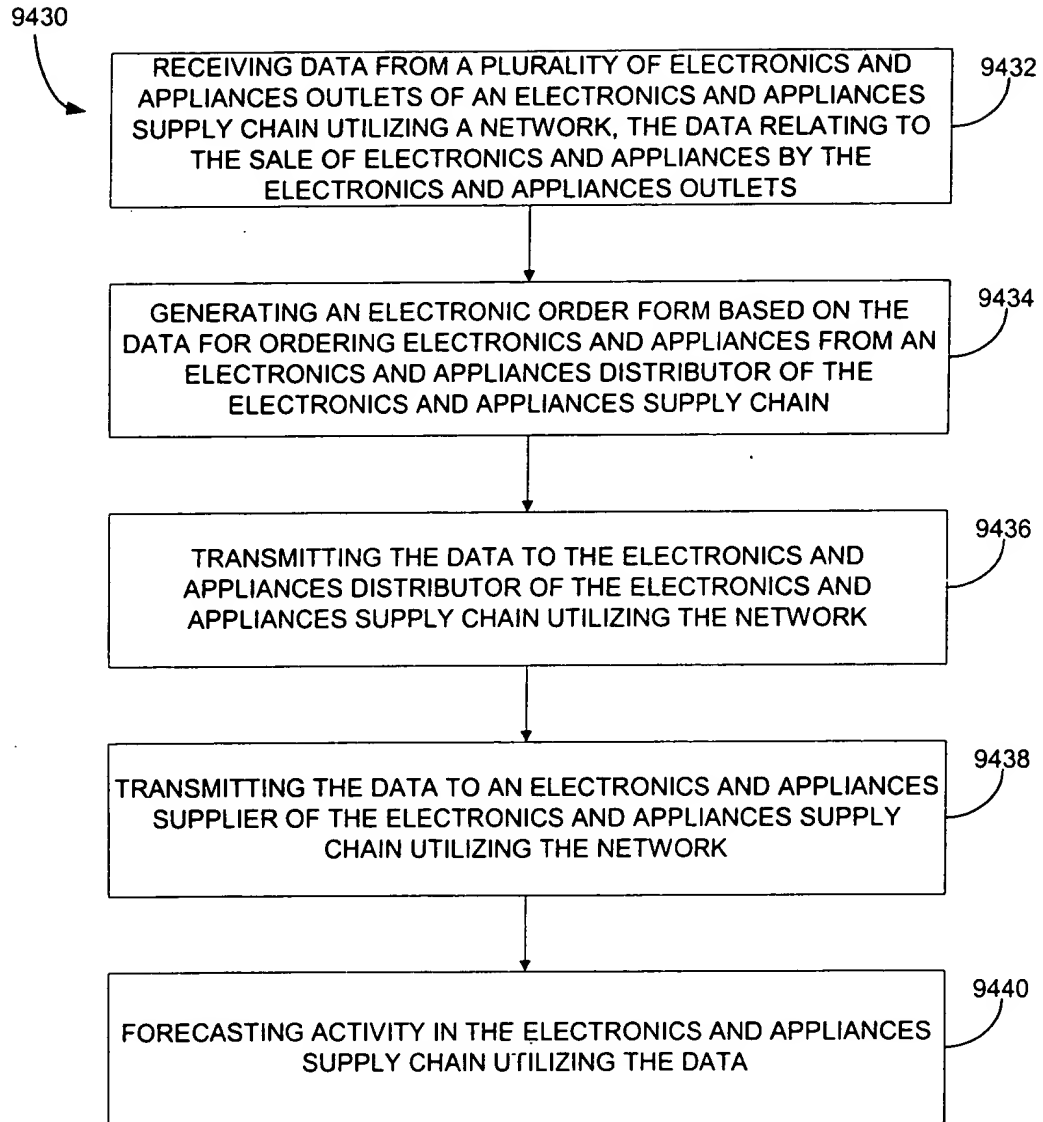 9430
RECEIVING DATA FROM A PLURALITY OF ELECTRONICS AND
APPLIANCES OUTLETS OF AN ELECTRONICS AND APPLIANCES
SUPPLY CHAIN UTILIZING A NETWORK, THE DATA RELATING TO
THE SALE OF ELECTRONICS AND APPLIANCES BY THE
ELECTRONICS AND APPLIANCES OUTLETS
9432
GENERATING AN ELECTRONIC ORDER FORM BASED ON THE
DATA FOR ORDERING ELECTRONICS AND APPLIANCES FROM AN
ELECTRONICS AND APPLIANCES DISTRIBUTOR OF THE
ELECTRONICS AND APPLIANCES SUPPLY CHAIN
9434
TRANSMITTING THE DATA TO THE ELECTRONICS AND
APPLIANCES DISTRIBUTOR OF THE ELECTRONICS AND
APPLIANCES SUPPLY CHAIN UTILIZING THE NETWORK
9436
TRANSMITTING THE DATA TO AN ELECTRONICS AND APPLIANCES
SUPPLIER OF THE ELECTRONICS AND APPLIANCES SUPPLY
CHAIN UTILIZING THE NETWORK
9438
FORECASTING ACTIVITY IN THE ELECTRONICS AND APPLIANCES
SUPPLY CHAIN UTILIZING THE DATA
9440